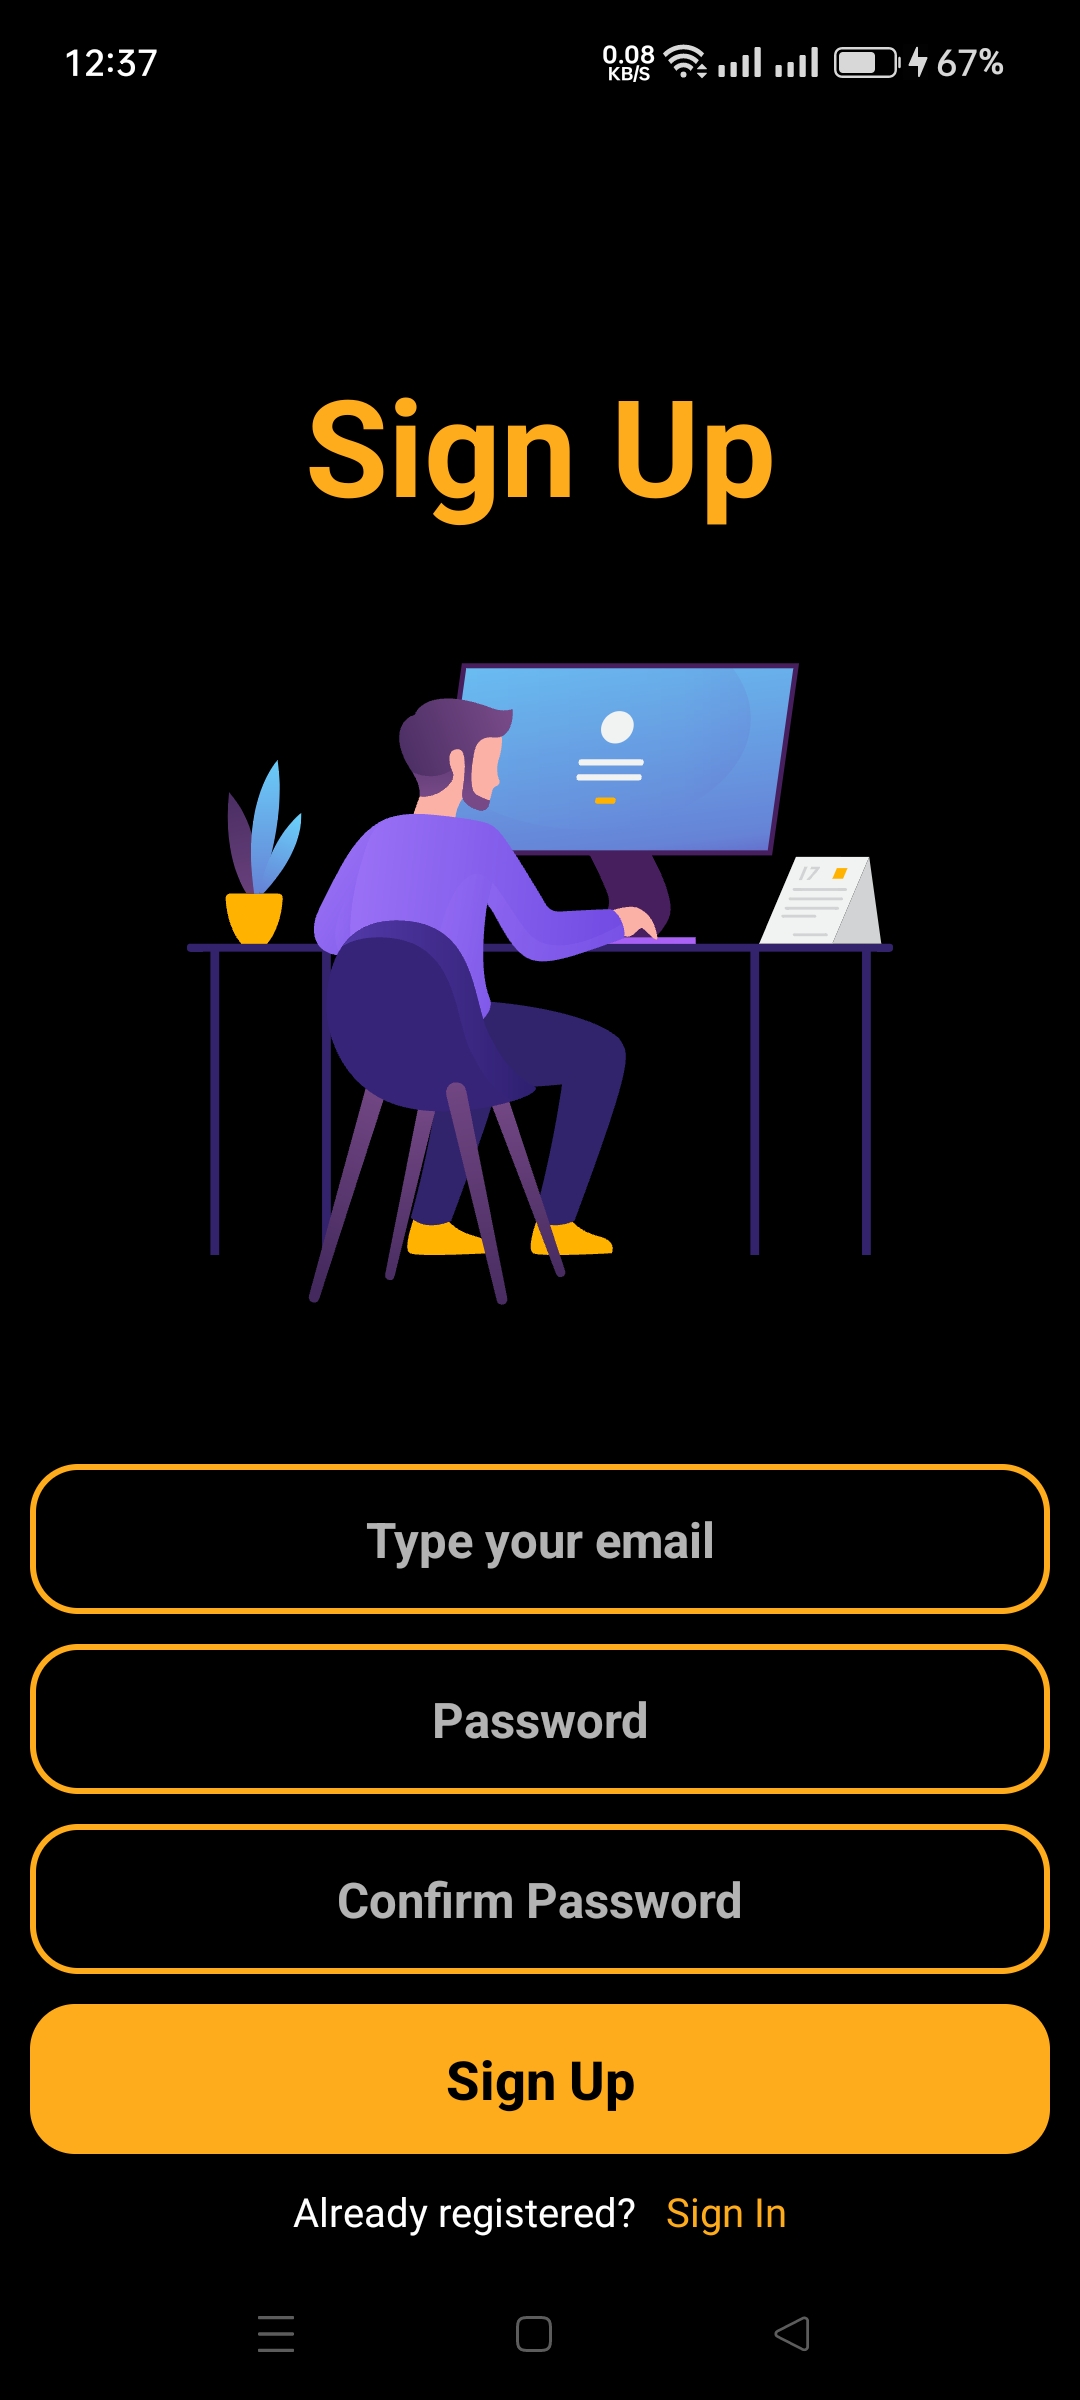 12:37 0.08 KB/S 67%
Sign Up
17
Type your email
Password
Confirm Password
Sign Up
Already registered? Sign In